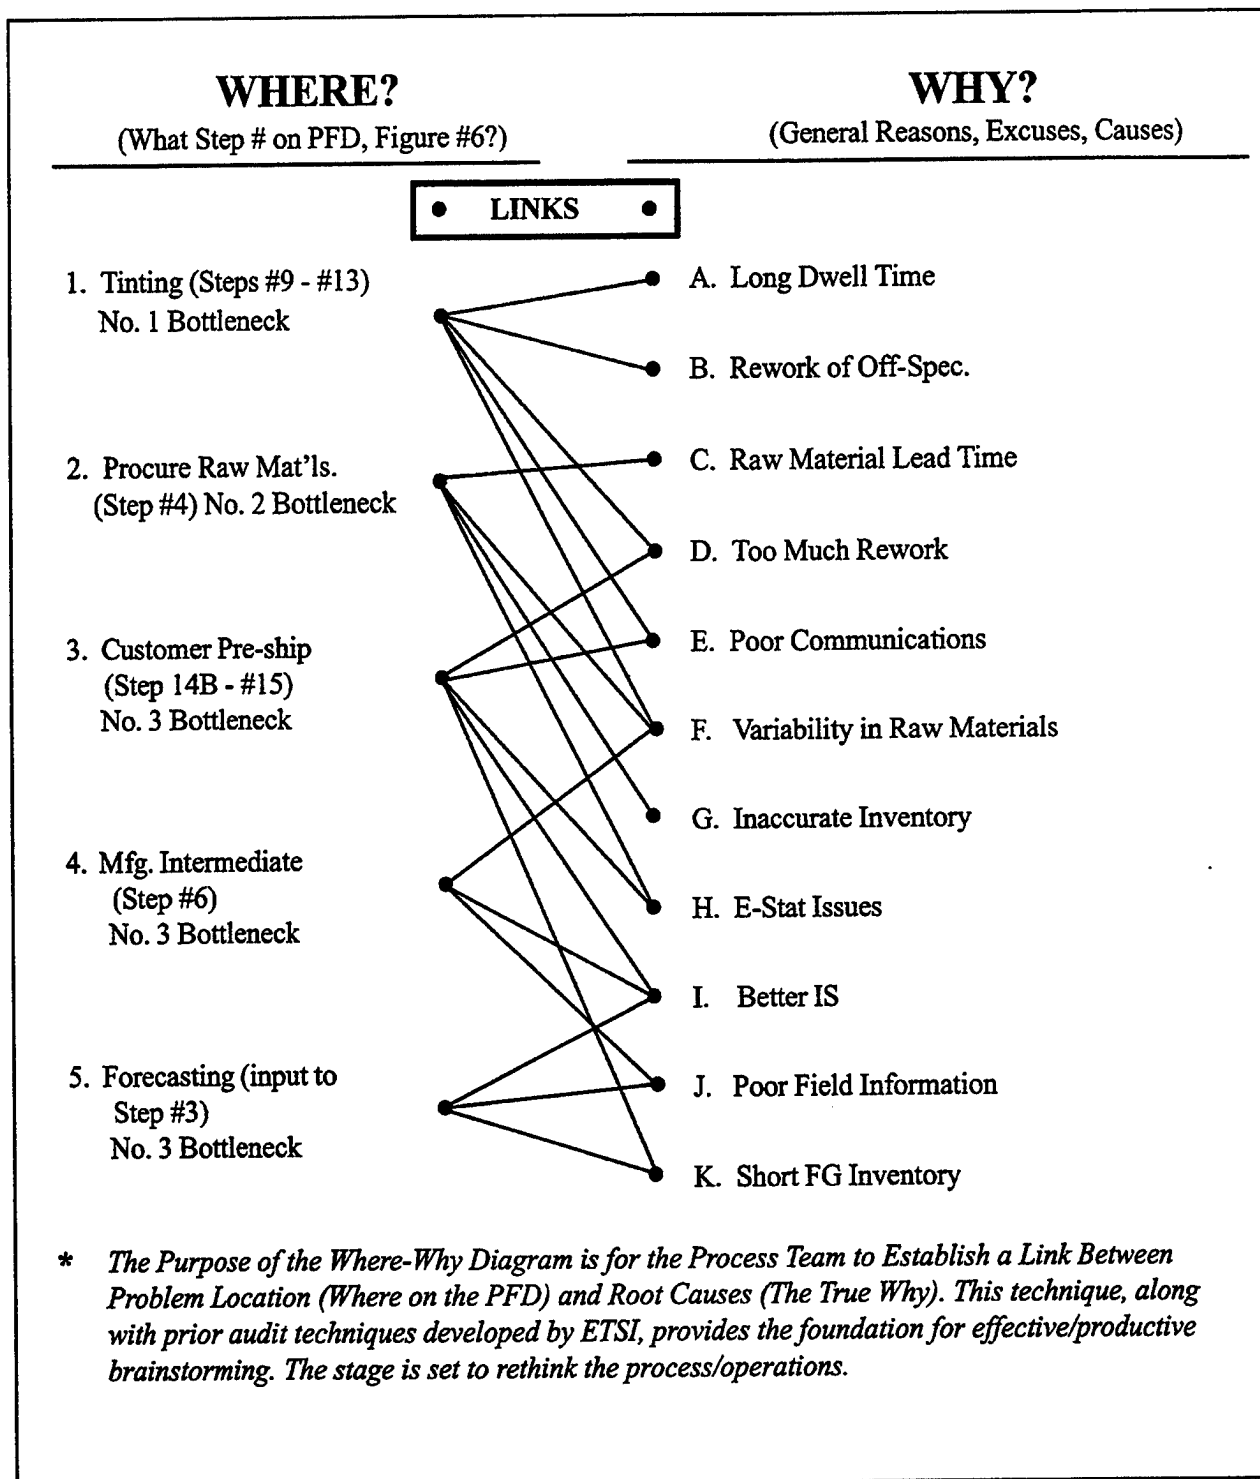 WHERE?
(What Step # on PFD, Figure #6?)
WHY?
(General Reasons, Excuses, Causes)
LINKS
1. Tinting (Steps #9 - #13)
No. 1 Bottleneck
2. Procure Raw Mat'ls.
(Step #4) No. 2 Bottleneck
3. Customer Pre-ship
(Step 14B - #15)
No. 3 Bottleneck
4. Mfg. Intermediate
(Step #6)
No. 3 Bottleneck
5. Forecasting (input to
Step #3)
No. 3 Bottleneck
A. Long Dwell Time
B. Rework of Off-Spec.
C. Raw Material Lead Time
D. Too Much Rework
E. Poor Communications
F. Variability in Raw Materials
G. Inaccurate Inventory
H. E-Stat Issues
I. Better IS
J. Poor Field Information
K. Short FG Inventory
* The Purpose of the Where-Why Diagram is for the Process Team to Establish a Link Between
Problem Location (Where on the PFD) and Root Causes (The True Why). This technique, along
with prior audit techniques developed by ETSI, provides the foundation for effective/productive
brainstorming. The stage is set to rethink the process/operations.